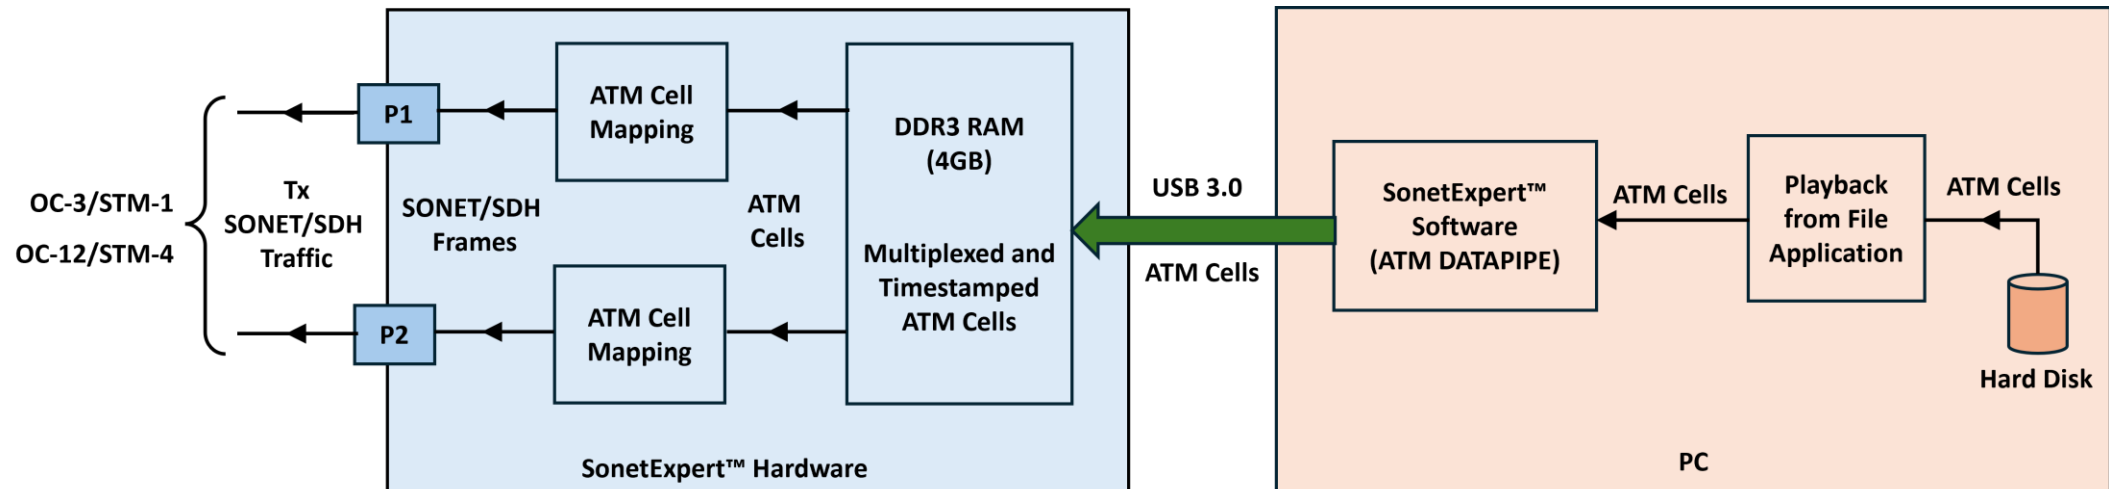 OC-3/STM-1
OC-12/STM-4
Tx
SONET/SDH
Traffic
P1
P2
SONET/SDH
Frames
ATM Cell
Mapping
ATM Cell
Mapping
ATM
Cells
DDR3 RAM
(4GB)
Multiplexed and
Timestamped
ATM Cells
SonetExpert™ Hardware
USB 3.0
ATM Cells
SonetExpert™
Software
(ATM DATAPIPE)
ATM Cells
Playback
from File
Application
ATM Cells
Hard Disk
PC